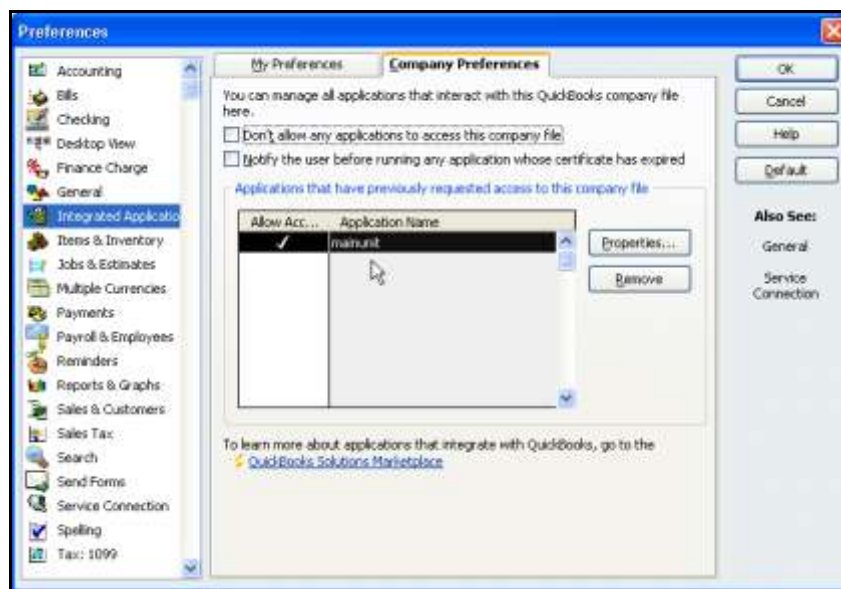 Preferences
Accounting
Bills
Checking
Desktop View
Finance Charge
General
Integrated Applicatio
Items & Inventory
Jobs & Estimates
Multiple Currencies
Payments
Payroll & Employees
Reminders
Reports & Graphs
Sales & Customers
Sales Tax
Search
Send Forms
Service Connection
Spelling
Tax: 1099
My Preferences
Company Preferences
You can manage all applications that interact with this QuickBooks company file
here.
Don't allow any applications to access this company file
Notify the user before running any application whose certificate has expired
Applications that have previously requested access to this company file
Allow Acc... Application Name
mainunit
Properties...
Remove
To learn more about applications that integrate with QuickBooks, go to the
QuickBooks Solutions Marketplace
OK
Cancel
Help
Default
Also See:
General
Service
Connection